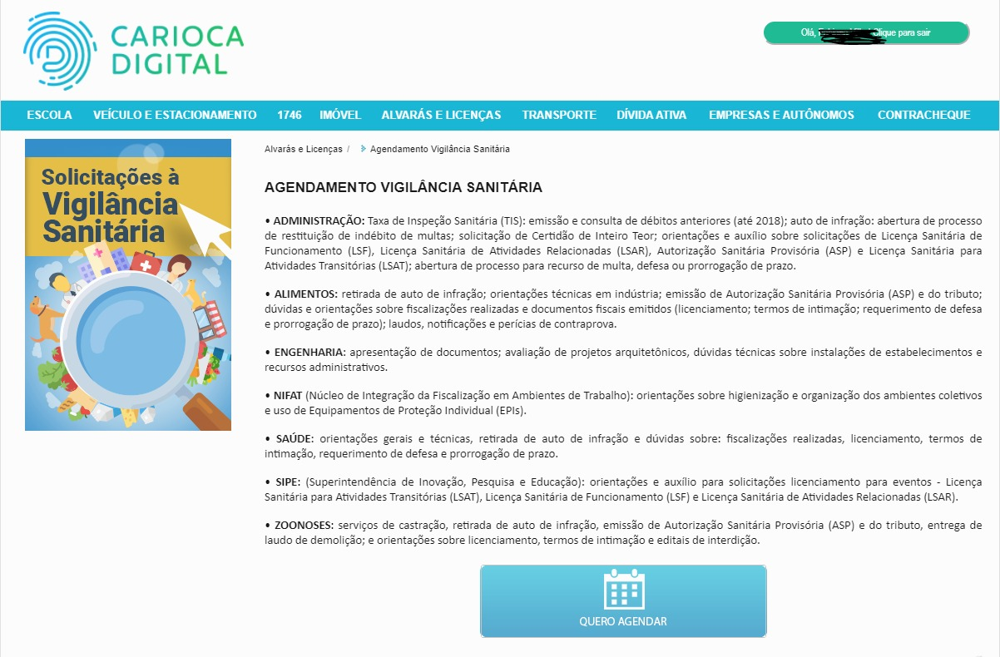 CARIOCA
DIGITAL
Olá, Clique para sair
ESCOLA VEÍCULO E ESTACIONAMENTO 1746 IMÓVEL ALVARÁS E LICENÇAS TRANSPORTE DÍVIDA ATIVA EMPRESAS E AUTÔNOMOS CONTRACHEQUE
Solicitações à
Vigilância
Sanitária
Alvarás e Licenças / Agendamento Vigilância Sanitária
AGENDAMENTO VIGILÂNCIA SANITÁRIA
• ADMINISTRAÇÃO: Taxa de Inspeção Sanitária (TIS): emissão e consulta de débitos anteriores (até 2018); auto de infração: abertura de processo
de restituição de indébito de multas; solicitação de Certidão de Inteiro Teor; orientações e auxílio sobre solicitações de Licença Sanitária de
Funcionamento (LSF), Licença Sanitária de Atividades Relacionadas (LSAR), Autorização Sanitária Provisória (ASP) e Licença Sanitária para
Atividades Transitórias (LSAT); abertura de processo para recurso de multa, defesa ou prorrogação de prazo.
• ALIMENTOS: retirada de auto de infração; orientações técnicas em indústria; emissão de Autorização Sanitária Provisória (ASP) e do tributo;
dúvidas e orientações sobre fiscalizações realizadas e documentos fiscais emitidos (licenciamento; termos de intimação; requerimento de defesa
e prorrogação de prazo); laudos, notificações e perícias de contraprova.
• ENGENHARIA: apresentação de documentos; avaliação de projetos arquitetônicos, dúvidas técnicas sobre instalações de estabelecimentos e
recursos administrativos.
• NIFAT (Núcleo de Integração da Fiscalização em Ambientes de Trabalho): orientações sobre higienização e organização dos ambientes coletivos
e uso de Equipamentos de Proteção Individual (EPIs).
• SAÚDE: orientações gerais e técnicas, retirada de auto de infração e dúvidas sobre: fiscalizações realizadas, licenciamento, termos de
intimação, requerimento de defesa e prorrogação de prazo.
• SIPE: (Superintendência de Inovação, Pesquisa e Educação): orientações e auxílio para solicitações licenciamento para eventos - Licença
Sanitária para Atividades Transitórias (LSAT), Licença Sanitária de Funcionamento (LSF) e Licença Sanitária de Atividades Relacionadas (LSAR).
• ZOONOSES: serviços de castração, retirada de auto de infração, emissão de Autorização Sanitária Provisória (ASP) e do tributo, entrega de
laudo de demolição; e orientações sobre licenciamento, termos de intimação e editais de interdição.
QUERO AGENDAR